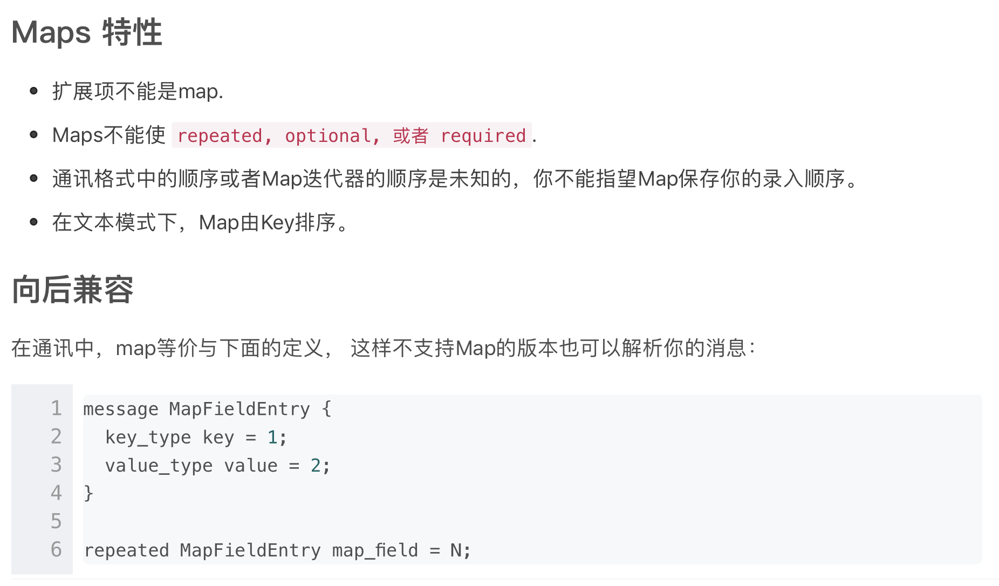 Maps 特性
扩展项不能是map.
Maps不能使 repeated, optional, 或者 required.
通讯格式中的顺序或者Map迭代器的顺序是未知的，你不能指望Map保存你的录入顺序。
在文本模式下，Map由Key排序。
向后兼容
在通讯中，map等价与下面的定义， 这样不支持Map的版本也可以解析你的消息：
1 message MapFieldEntry {
2   key_type key = 1;
3   value_type value = 2;
4 }
5
6 repeated MapFieldEntry map_field = N;